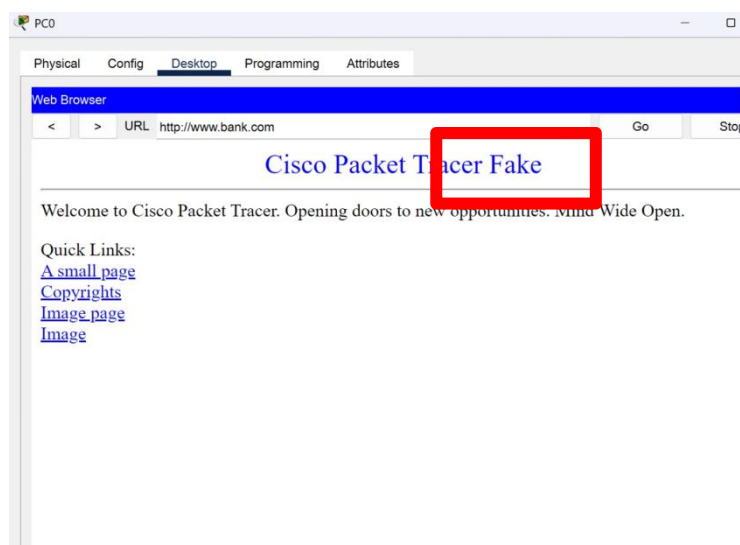 PC0
Physical Config Desktop Programming Attributes
Web Browser
< > URL http://www.bank.com Go Stop
Cisco Packet Tracer Fake
Welcome to Cisco Packet Tracer. Opening doors to new opportunities. Mind Wide Open.
Quick Links:
A small page
Copyrights
Image page
Image